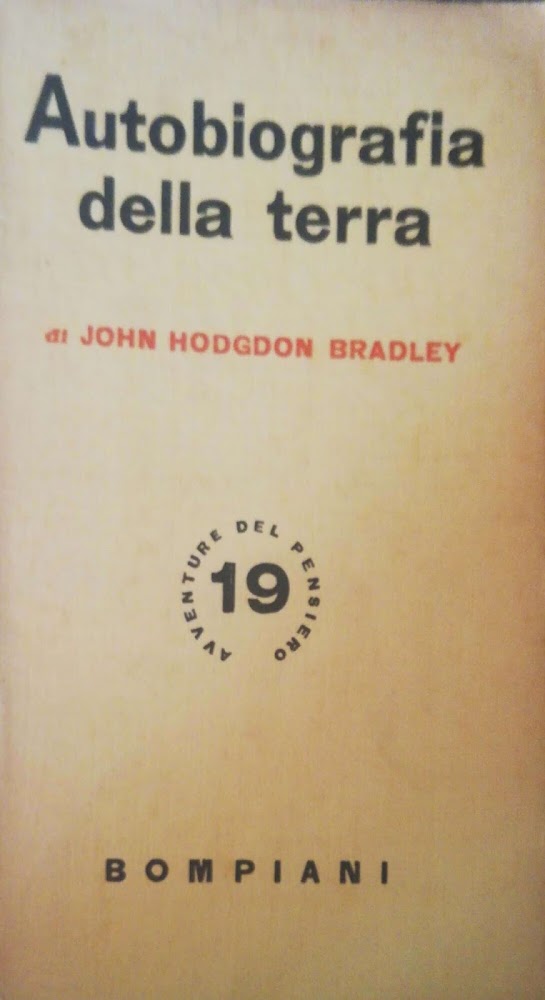 Autobiografia
della terra
di JOHN HODGDON BRADLEY
AVVENTURE DEL PENSIERO
19
BOMPIANI